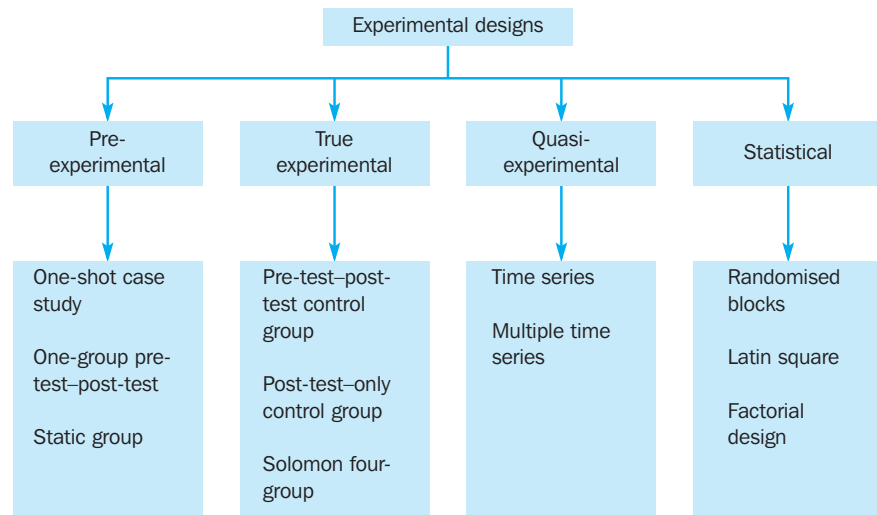 Experimental designs
Pre-
experimental
True
experimental
Quasi-
experimental
Statistical
One-shot case
study
One-group pre-
test–post-test
Static group
Pre-test–post-
test control
group
Post-test–only
control group
Solomon four-
group
Time series
Multiple time
series
Randomised
blocks
Latin square
Factorial
design